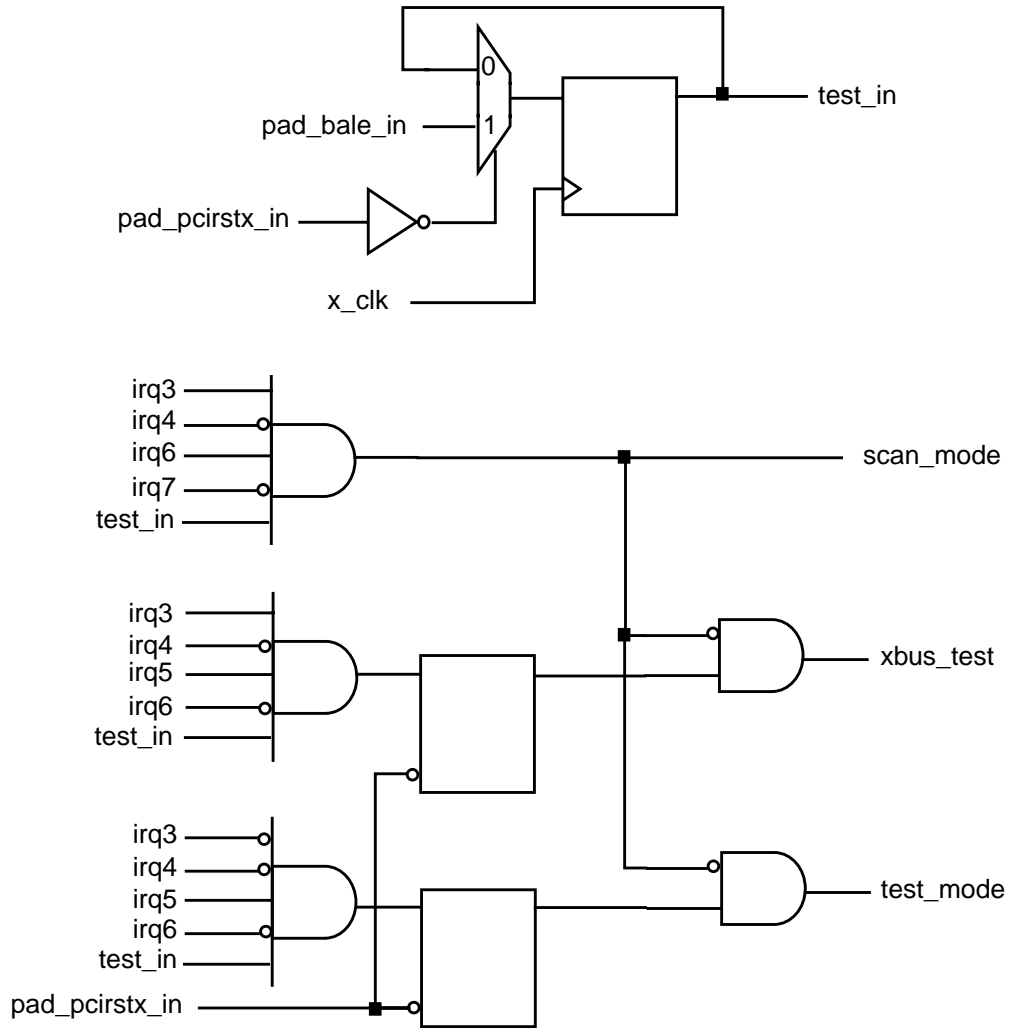 0
test_in
pad_bale_in
1
pad_pcirstx_in
x_clk
irq3
irq4
irq6
irq7
test_in
scan_mode
irq3
irq4
irq5
irq6
test_in
xbus_test
irq3
irq4
irq5
irq6
test_in
test_mode
pad_pcirstx_in